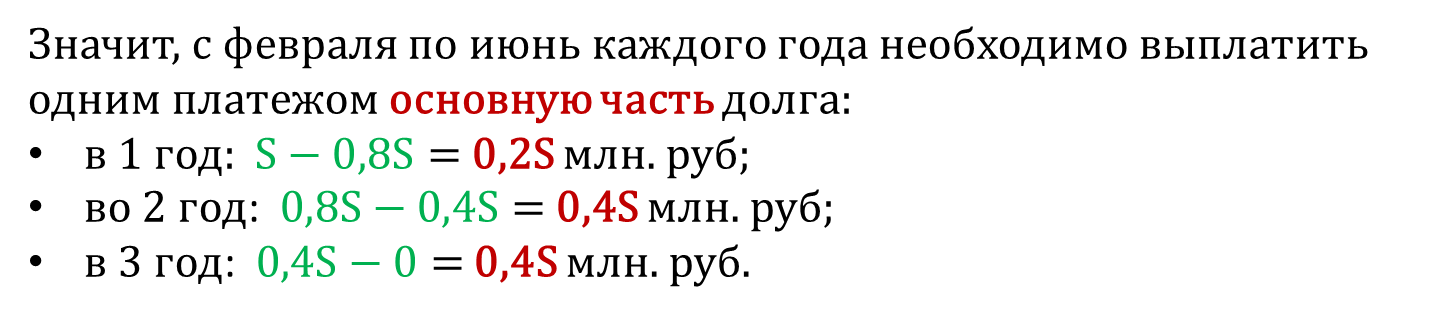 Значит, с февраля по июнь каждого года необходимо выплатить
одним платежом основную часть долга:
• в 1 год: S − 0,8S = 0,2S млн. руб;
• во 2 год: 0,8S − 0,4S = 0,4S млн. руб;
• в 3 год: 0,4S − 0 = 0,4S млн. руб.